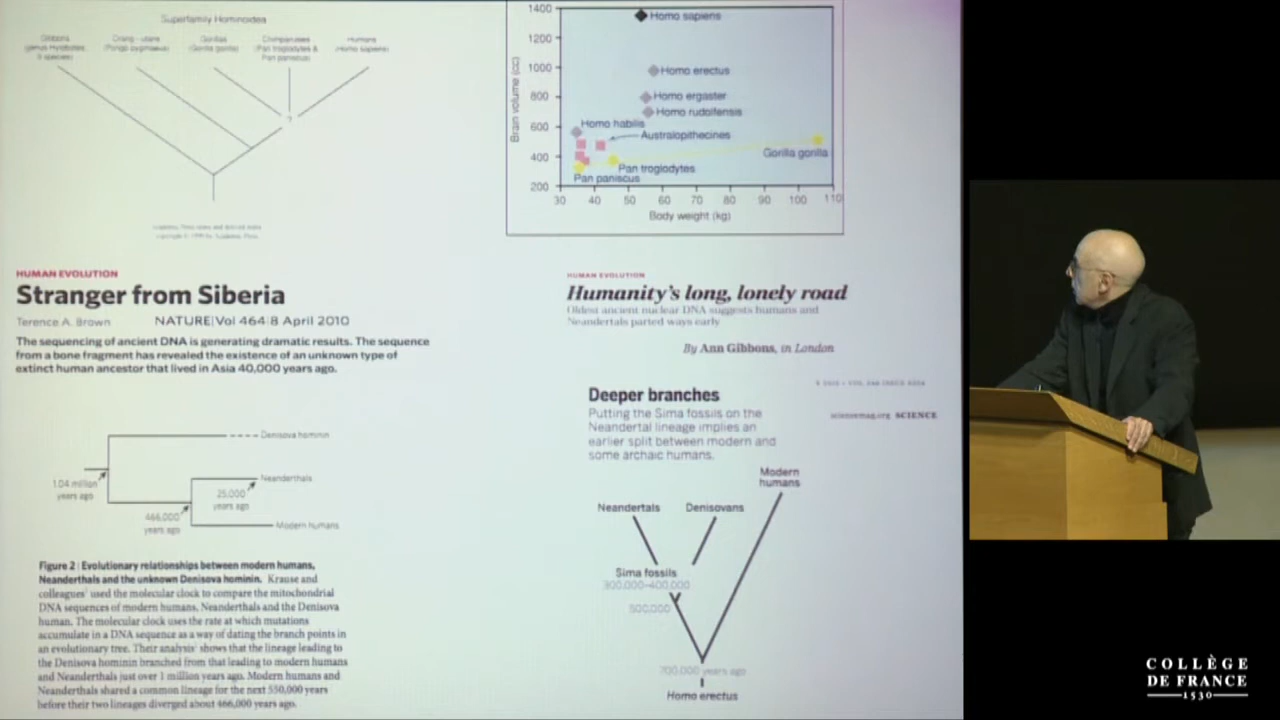 Superfamily Hominoidea
Gibbons
Orang-utans
Gorillas
Chimpanzees
Humans
(genus Hylobates,
(Pongo pygmaeus)
(Gorilla gorilla)
(Pan troglodytes &
(Homo sapiens)
9 species)
Pan paniscus)
?
Brain volume (cc)
1400
1200
1000
800
600
400
200
Homo sapiens
Homo erectus
Homo ergaster
Homo rudolfensis
Homo habilis
Australopithecines
Gorilla gorilla
Pan troglodytes
Pan paniscus
30 40 50 60 70 80 90 100 110
Body weight (kg)
HUMAN EVOLUTION
Stranger from Siberia
Terence A. Brown
NATURE|Vol 464|8 April 2010
The sequencing of ancient DNA is generating dramatic results. The sequence
from a bone fragment has revealed the existence of an unknown type of
extinct human ancestor that lived in Asia 40,000 years ago.
Denisova hominin
1.04 million
years ago
Neanderthals
25,000
years ago
466,000
years ago
Modern humans
Figure 2 | Evolutionary relationships between modern humans,
Neanderthals and the unknown Denisova hominin. Krause and
colleagues' used the molecular clock to compare the mitochondrial
DNA sequences of modern humans, Neanderthals and the Denisova
human. The molecular clock uses the rate at which mutations
accumulate in a DNA sequence as a way of dating the branch points in
an evolutionary tree. Their analysis' shows that the lineage leading to
the Denisova hominin branched from that leading to modern humans
and Neanderthals just over 1 million years ago. Modern humans and
Neanderthals shared a common lineage for the next 550,000 years
before their two lineages diverged about 466,000 years ago.
HUMAN EVOLUTION
Humanity's long, lonely road
Oldest ancient nuclear DNA suggests humans and
Neandertals parted ways early
By Ann Gibbons, in London
sciencemag.org SCIENCE
Deeper branches
Putting the Sima fossils on the
Neandertal lineage implies an
earlier split between modern and
some archaic humans.
Modern
humans
Neandertals
Denisovans
Sima fossils
300,000-400,000
500,000
700,000 years ago
Homo erectus
COLLÈGE
DE FRANCE
1530